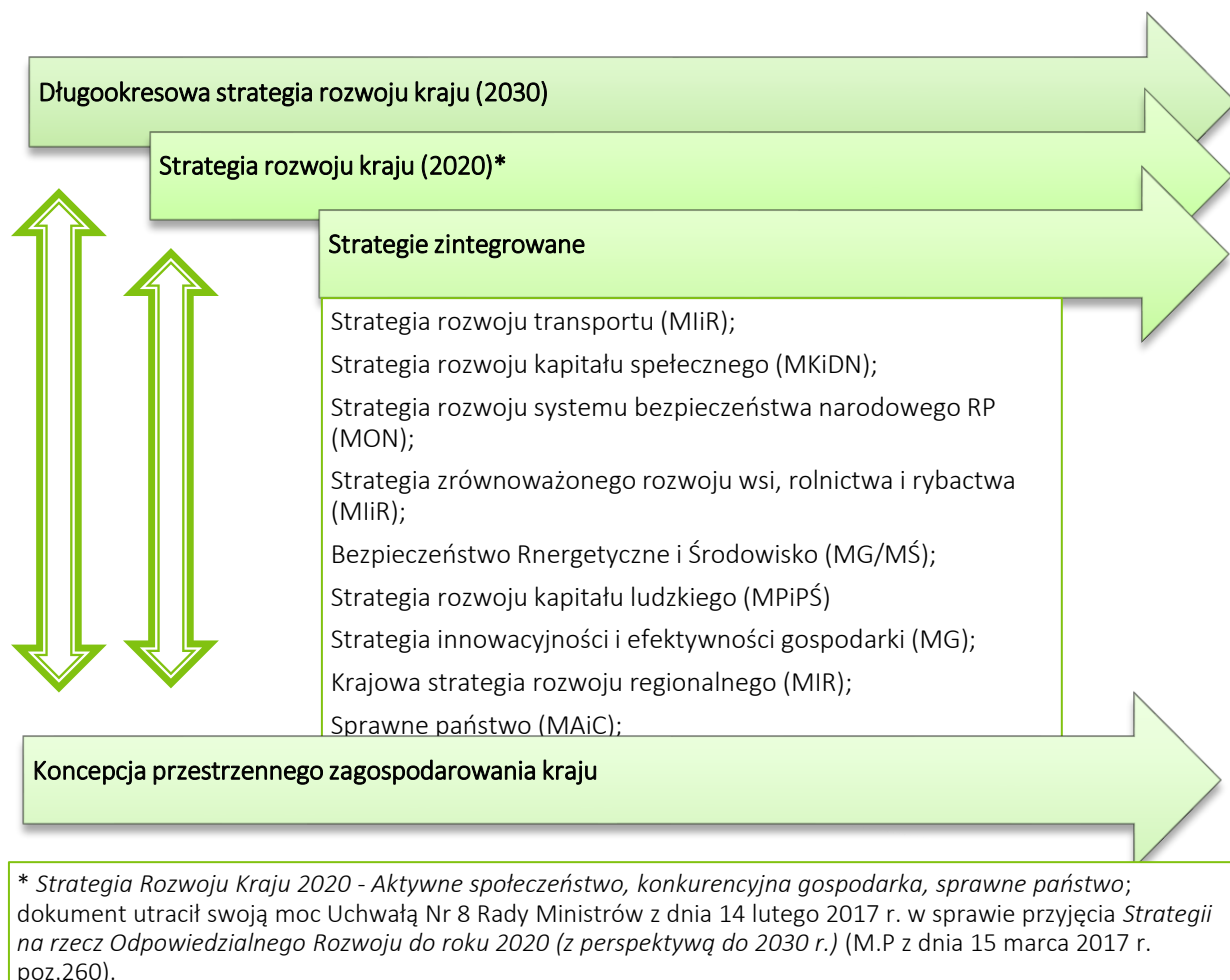 Długookresowa strategia rozwoju kraju (2030)
Strategia rozwoju kraju (2020)*
Strategie zintegrowane
Strategia rozwoju transportu (MIiR);
Strategia rozwoju kapitału spełecznego (MKiDN);
Strategia rozwoju systemu bezpieczeństwa narodowego RP
(MON);
Strategia zrównoważonego rozwoju wsi, rolnictwa i rybactwa
(MIiR);
Bezpieczeństwo Rnergetyczne i Środowisko (MG/MŚ);
Strategia rozwoju kapitału ludzkiego (MPiPŚ)
Strategia innowacyjności i efektywności gospodarki (MG);
Krajowa strategia rozwoju regionalnego (MIR);
Sprawne państwo (MAiC);
Koncepcja przestrzennego zagospodarowania kraju
* Strategia Rozwoju Kraju 2020 - Aktywne społeczeństwo, konkurencyjna gospodarka, sprawne państwo;
dokument utracił swoją moc Uchwałą Nr 8 Rady Ministrów z dnia 14 lutego 2017 r. w sprawie przyjęcia Strategii
na rzecz Odpowiedzialnego Rozwoju do roku 2020 (z perspektywą do 2030 r.) (M.P z dnia 15 marca 2017 r.
poz.260).